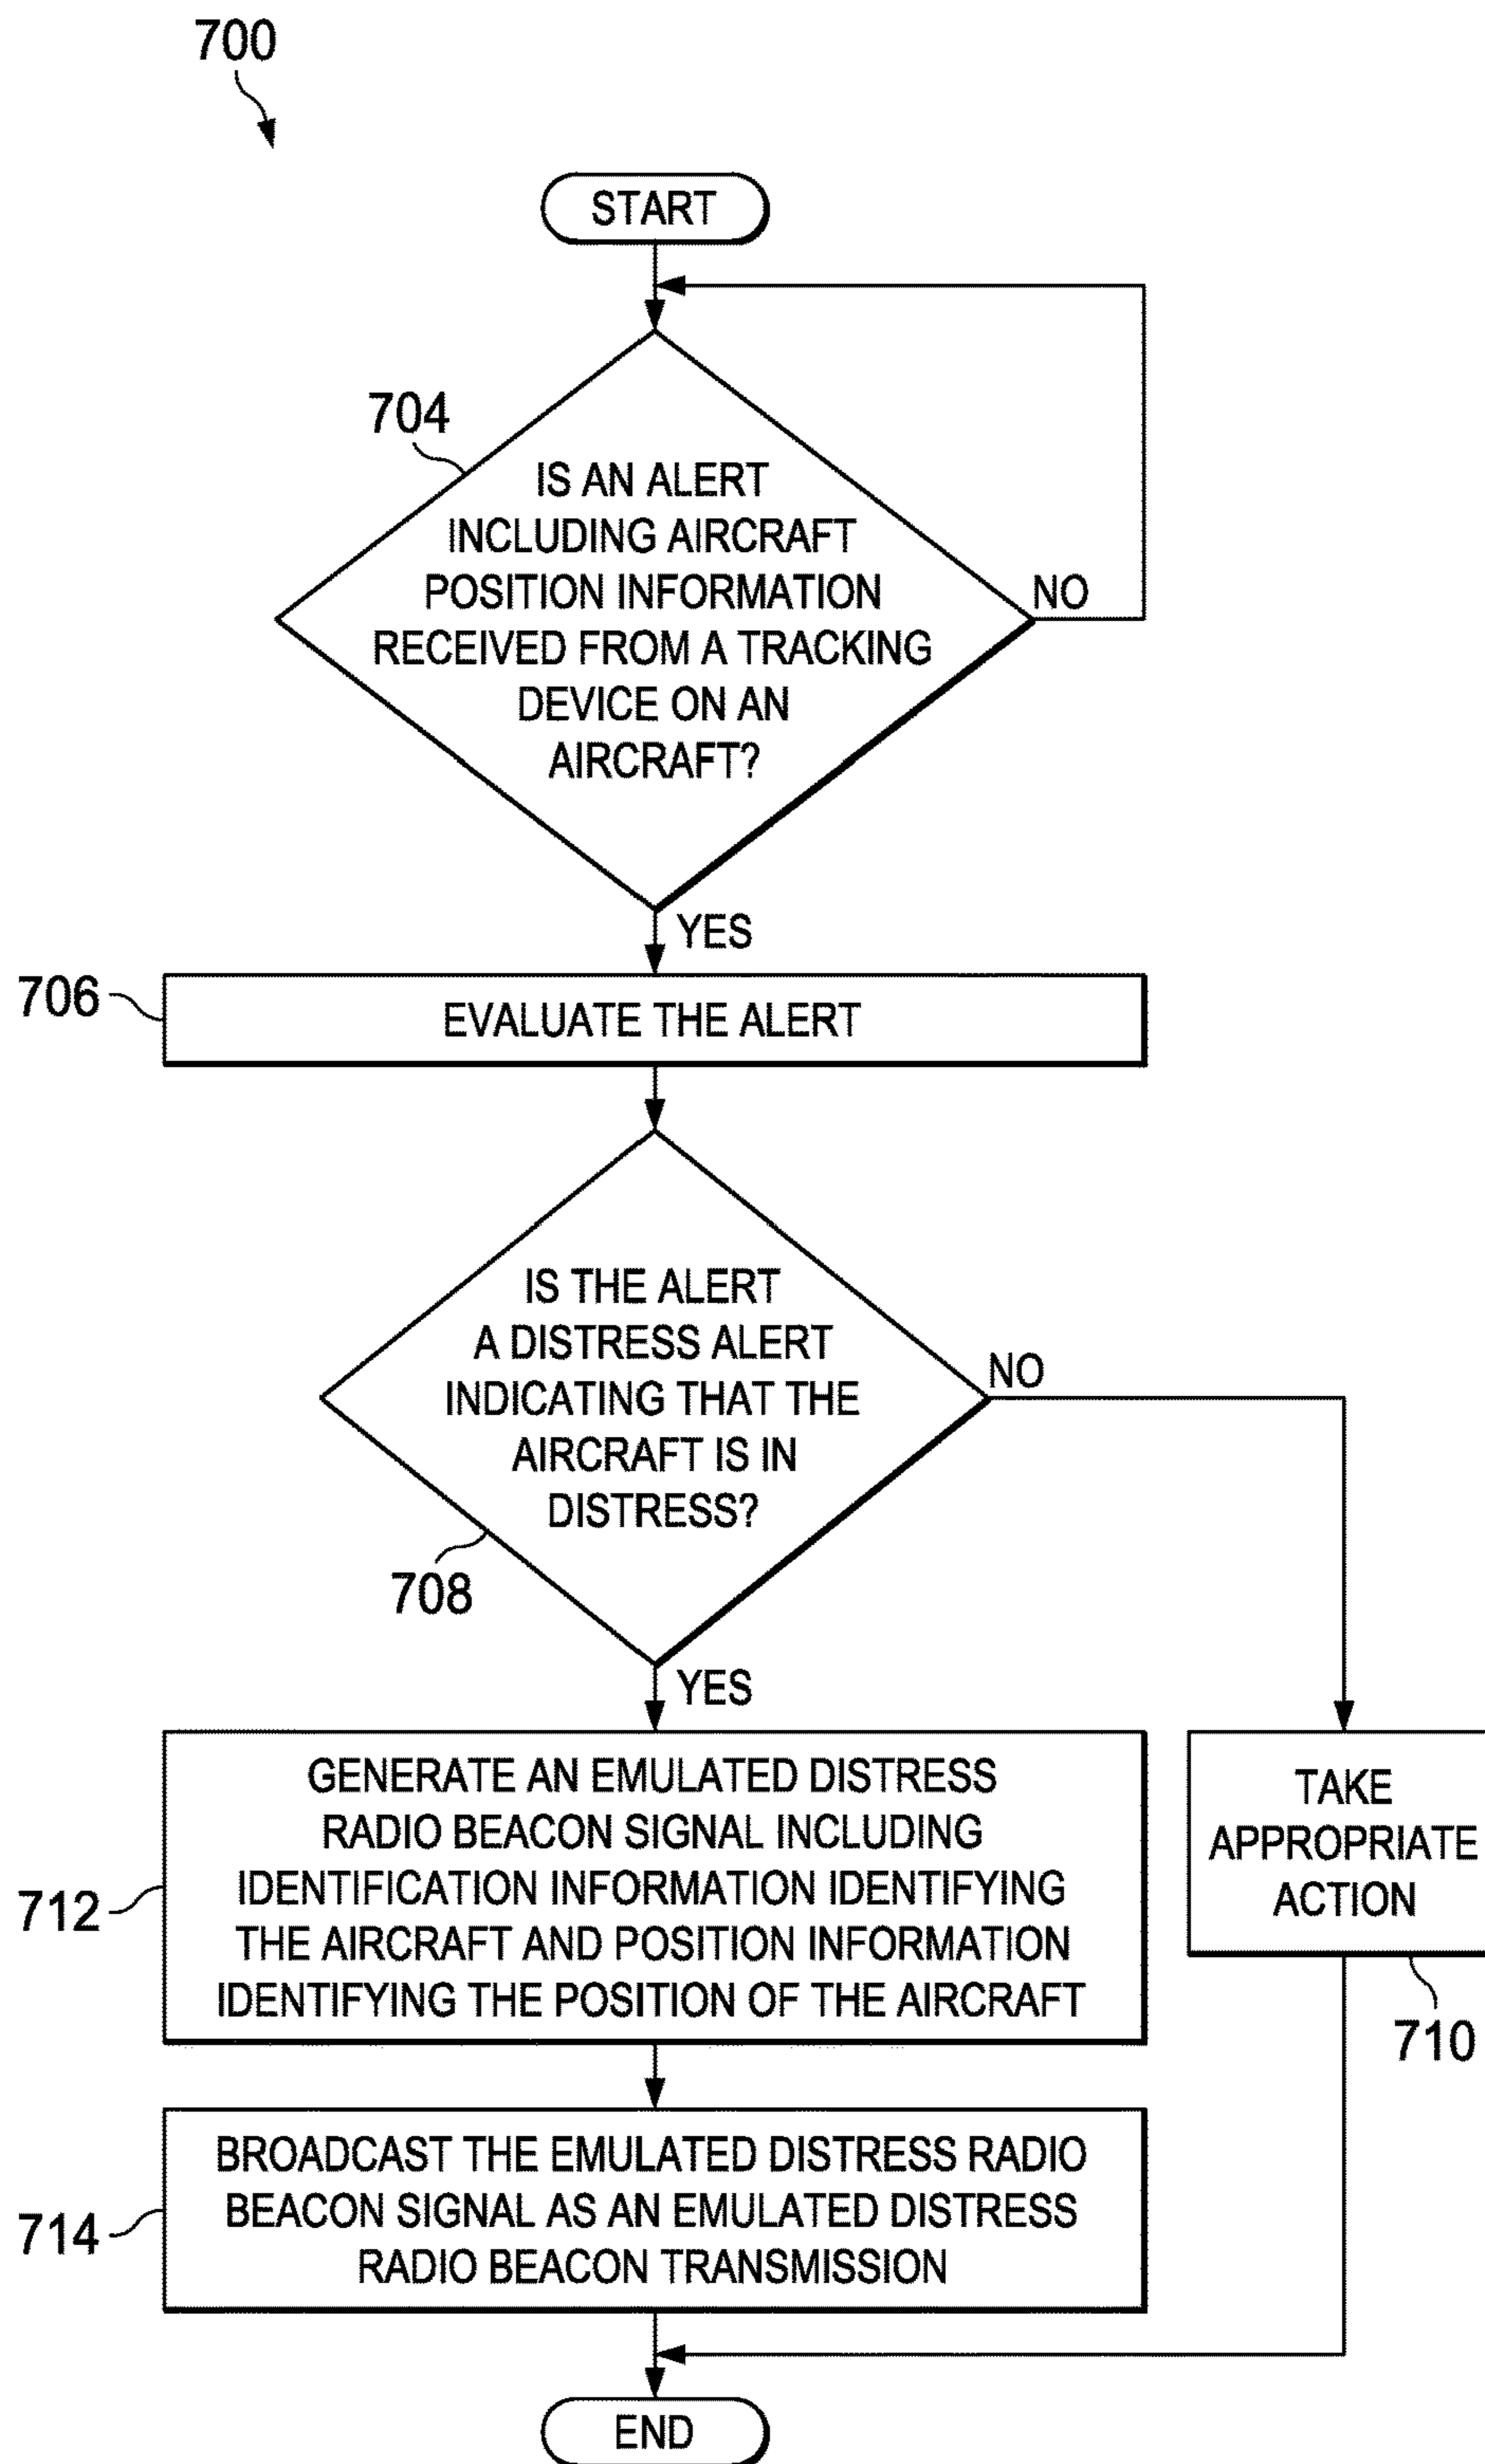 700
START
704
IS AN ALERT
INCLUDING AIRCRAFT
POSITION INFORMATION
RECEIVED FROM A TRACKING
DEVICE ON AN
AIRCRAFT?
NO
YES
706
EVALUATE THE ALERT
IS THE ALERT
A DISTRESS ALERT
INDICATING THAT THE
AIRCRAFT IS IN
DISTRESS?
NO
708
YES
712
GENERATE AN EMULATED DISTRESS
RADIO BEACON SIGNAL INCLUDING
IDENTIFICATION INFORMATION IDENTIFYING
THE AIRCRAFT AND POSITION INFORMATION
IDENTIFYING THE POSITION OF THE AIRCRAFT
TAKE
APPROPRIATE
ACTION
710
714
BROADCAST THE EMULATED DISTRESS RADIO
BEACON SIGNAL AS AN EMULATED DISTRESS
RADIO BEACON TRANSMISSION
END